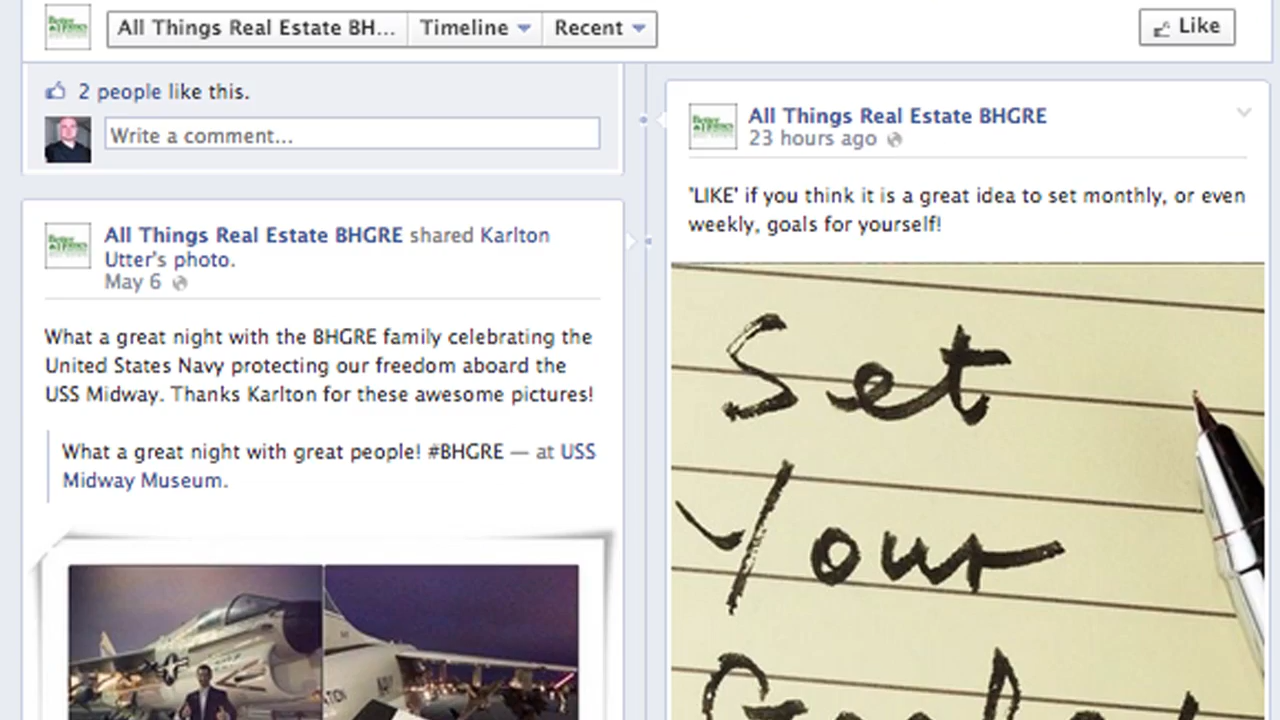 All Things Real Estate BH...
Timeline
Recent
Like
2 people like this.
Write a comment...
All Things Real Estate BHGRE shared Karlton
Utter's photo.
May 6
What a great night with the BHGRE family celebrating the
United States Navy protecting our freedom aboard the
USS Midway. Thanks Karlton for these awesome pictures!
What a great night with great people! #BHGRE — at USS
Midway Museum.
All Things Real Estate BHGRE
23 hours ago
'LIKE' if you think it is a great idea to set monthly, or even
weekly, goals for yourself!
Set
Your